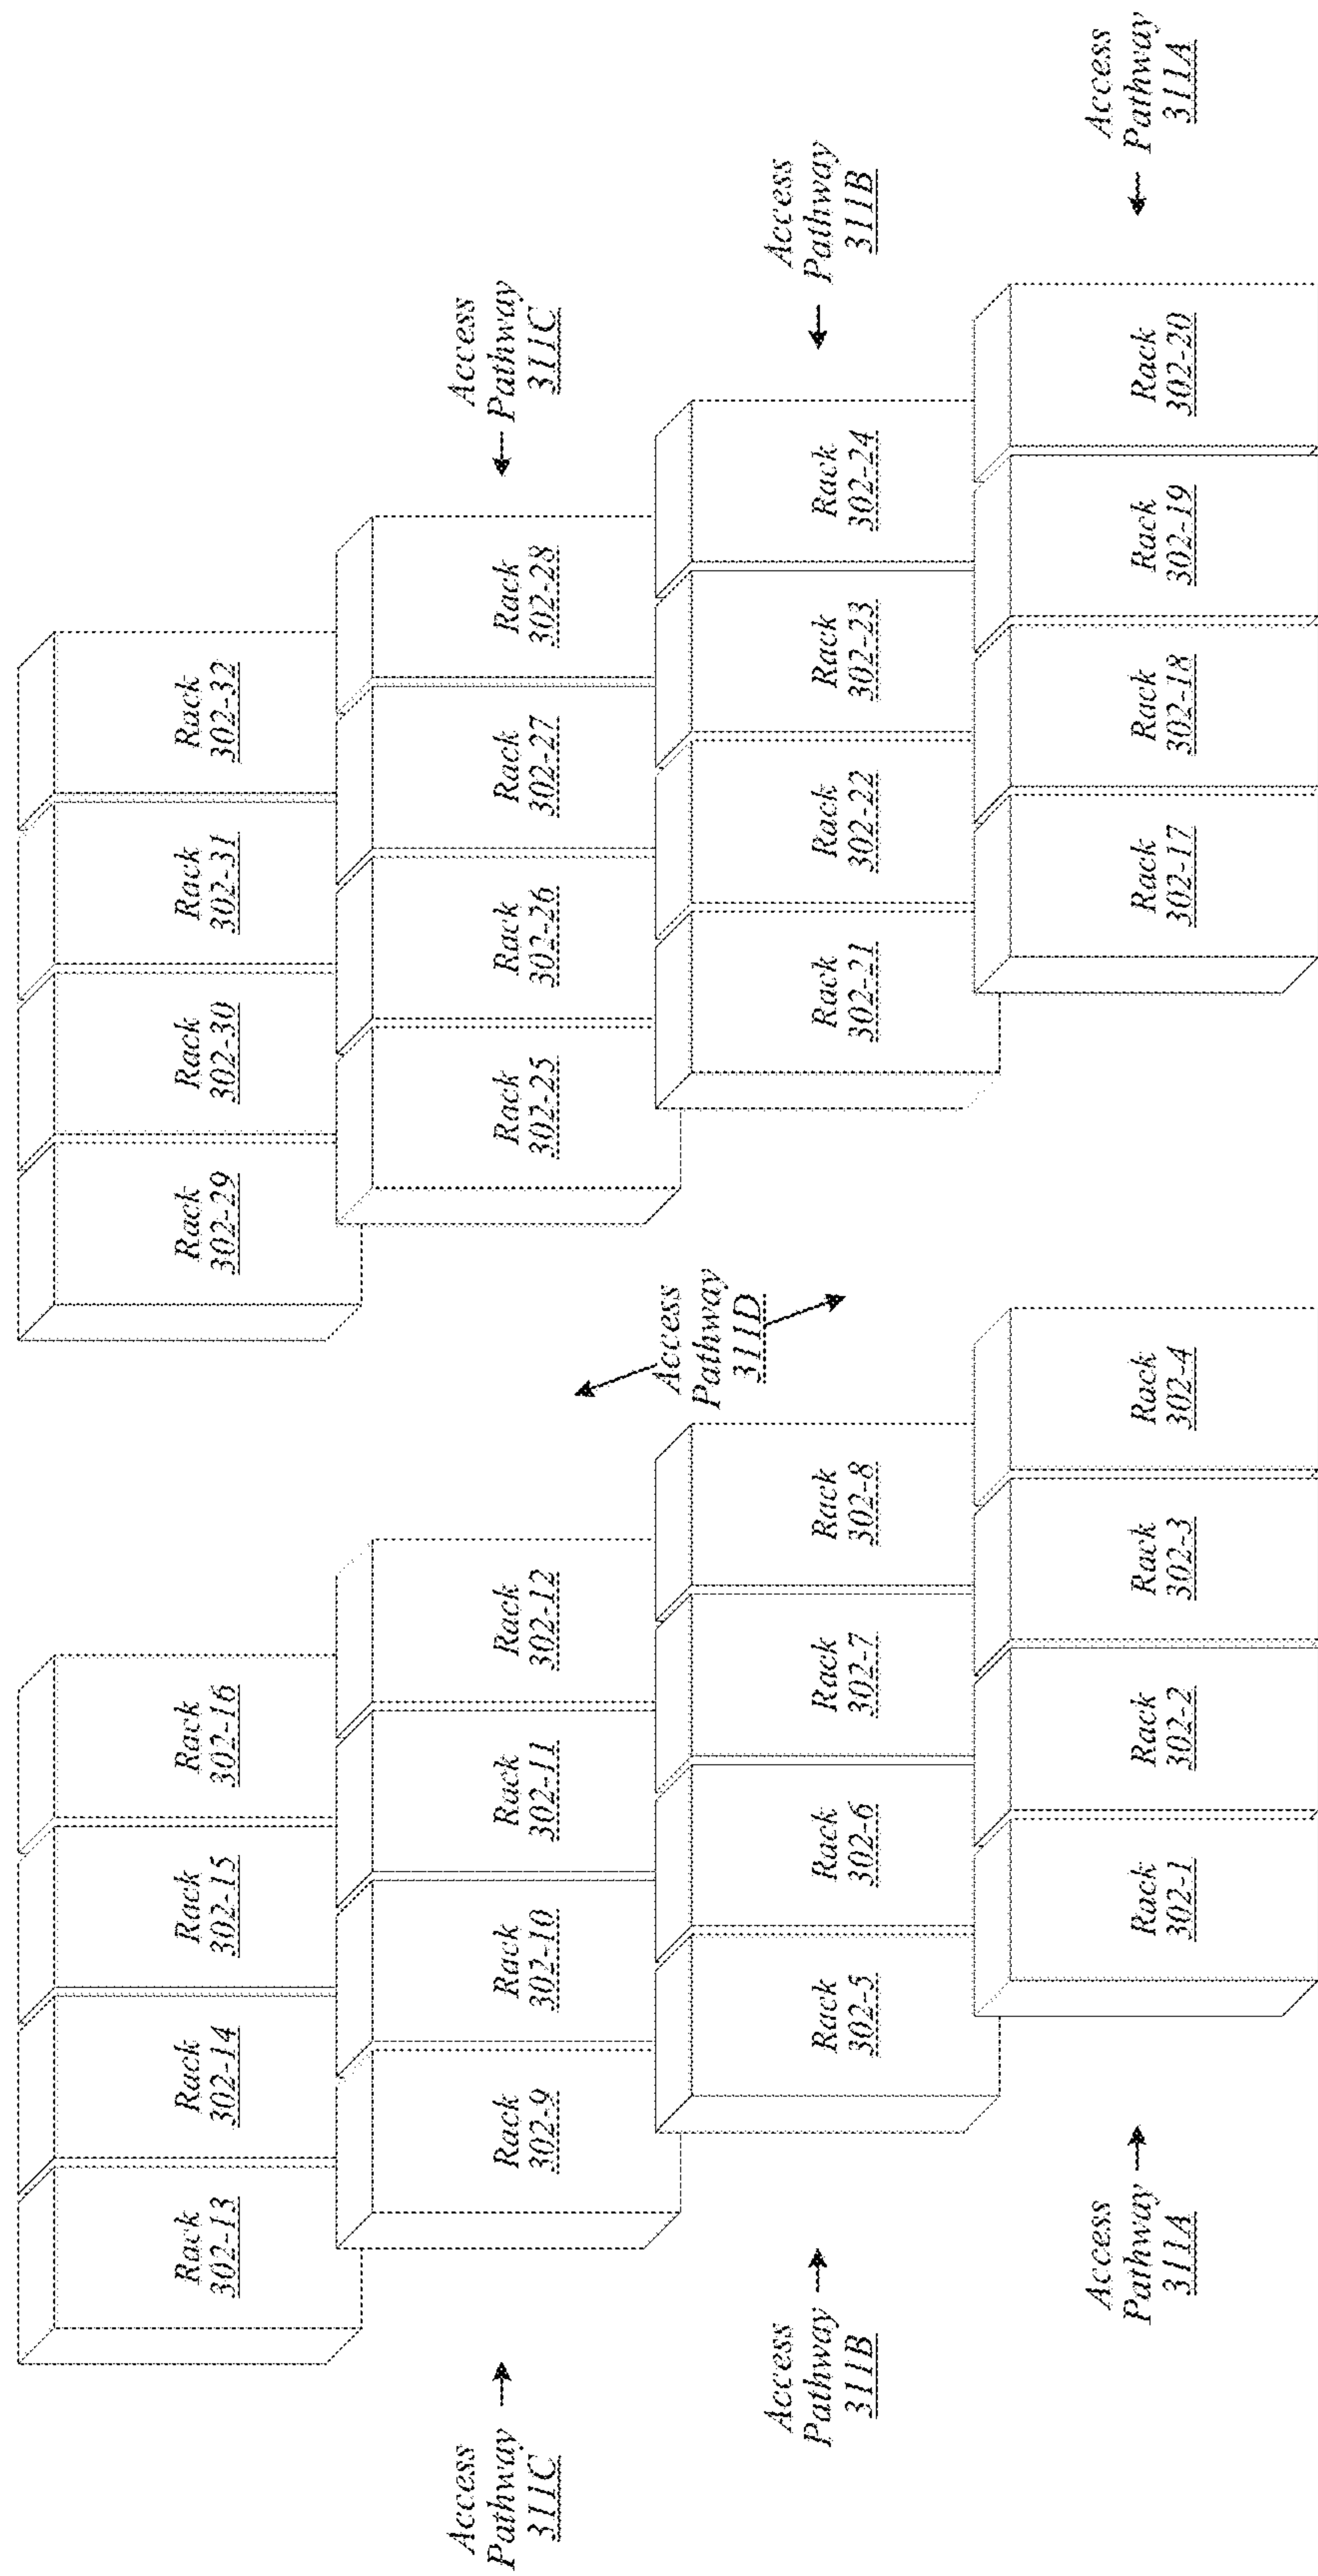 Rack
302-13
Rack
302-14
Rack
302-15
Rack
302-16
Rack
302-29
Rack
302-30
Rack
302-31
Rack
302-32
Access
Pathway
311C
Rack
302-9
Rack
302-10
Rack
302-11
Rack
302-12
Rack
302-25
Rack
302-26
Rack
302-27
Rack
302-28
Access
Pathway
311C
Access
Pathway
311D
Access
Pathway
311B
Rack
302-5
Rack
302-6
Rack
302-7
Rack
302-8
Rack
302-21
Rack
302-22
Rack
302-23
Rack
302-24
Access
Pathway
311B
Access
Pathway
311A
Rack
302-1
Rack
302-2
Rack
302-3
Rack
302-4
Rack
302-17
Rack
302-18
Rack
302-19
Rack
302-20
Access
Pathway
311A